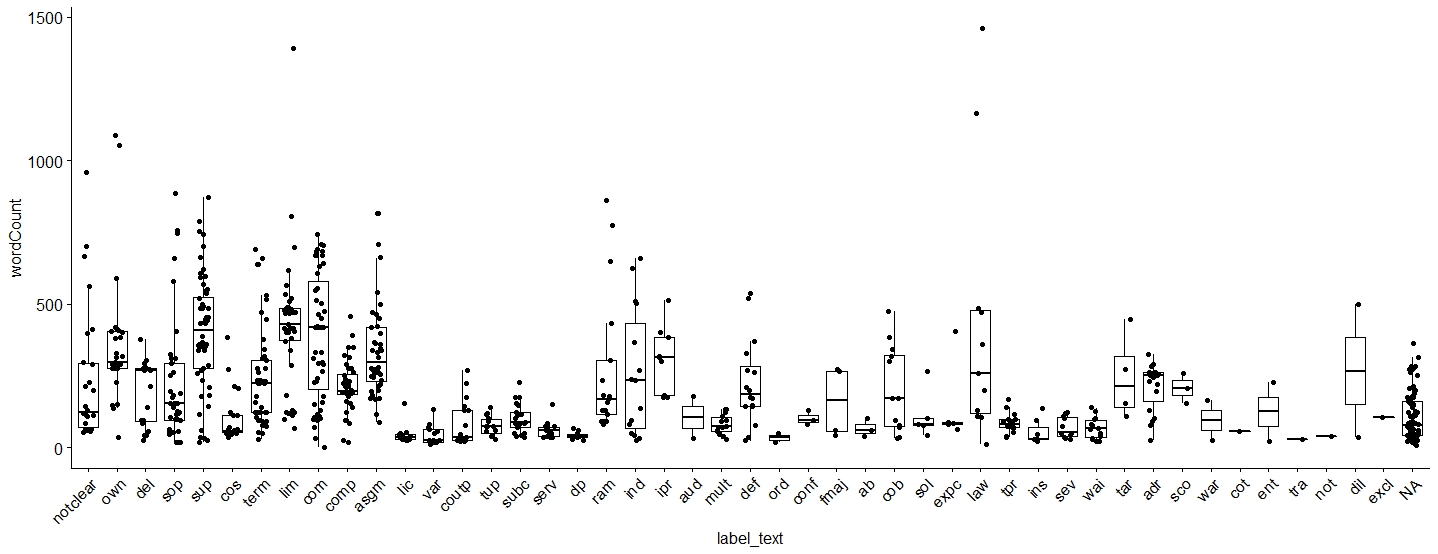 1500
1000
500
0
wordCount
notclear own del sop sup cos term lim com comp asgm lic var coutp tup subc serv dp ram ind ipr aud mult def ord conf fmaj ab cob sol expc law tpr ins sev wai tar adr sco war cot ent tra not dil excl NA
label_text